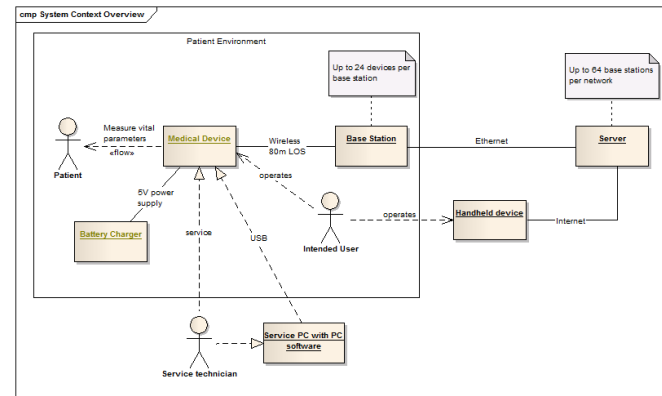 cmp System Context Overview
Patient Environment
Up to 24 devices per
base station
Up to 64 base stations
per network
Measure vital
parameters
«flow»
Patient
Medical Device
Wireless
80m LOS
Base Station
Ethernet
Server
5V power
supply
operates
Battery Charger
service
USB
Intended User
operates
Handheld device
Internet
Service technician
Service PC with PC
software